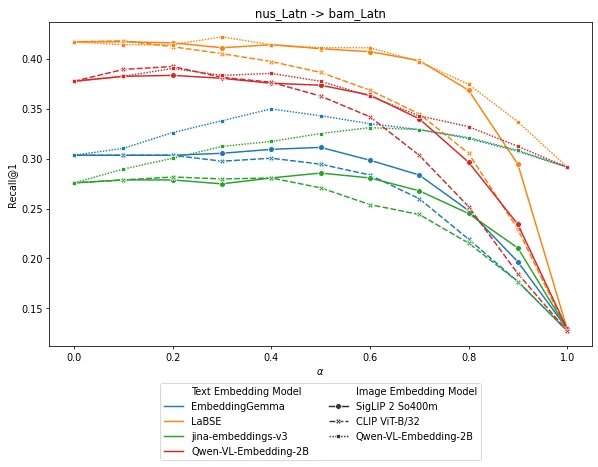 nus_Latn -> bam_Latn
Recall@1
0.40
0.35
0.30
0.25
0.20
0.15
0.0
0.2
0.4
0.6
0.8
1.0
α
Text Embedding Model
EmbeddingGemma
LaBSE
jina-embeddings-v3
Qwen-VL-Embedding-2B
Image Embedding Model
SigLIP 2 So400m
CLIP ViT-B/32
Qwen-VL-Embedding-2B